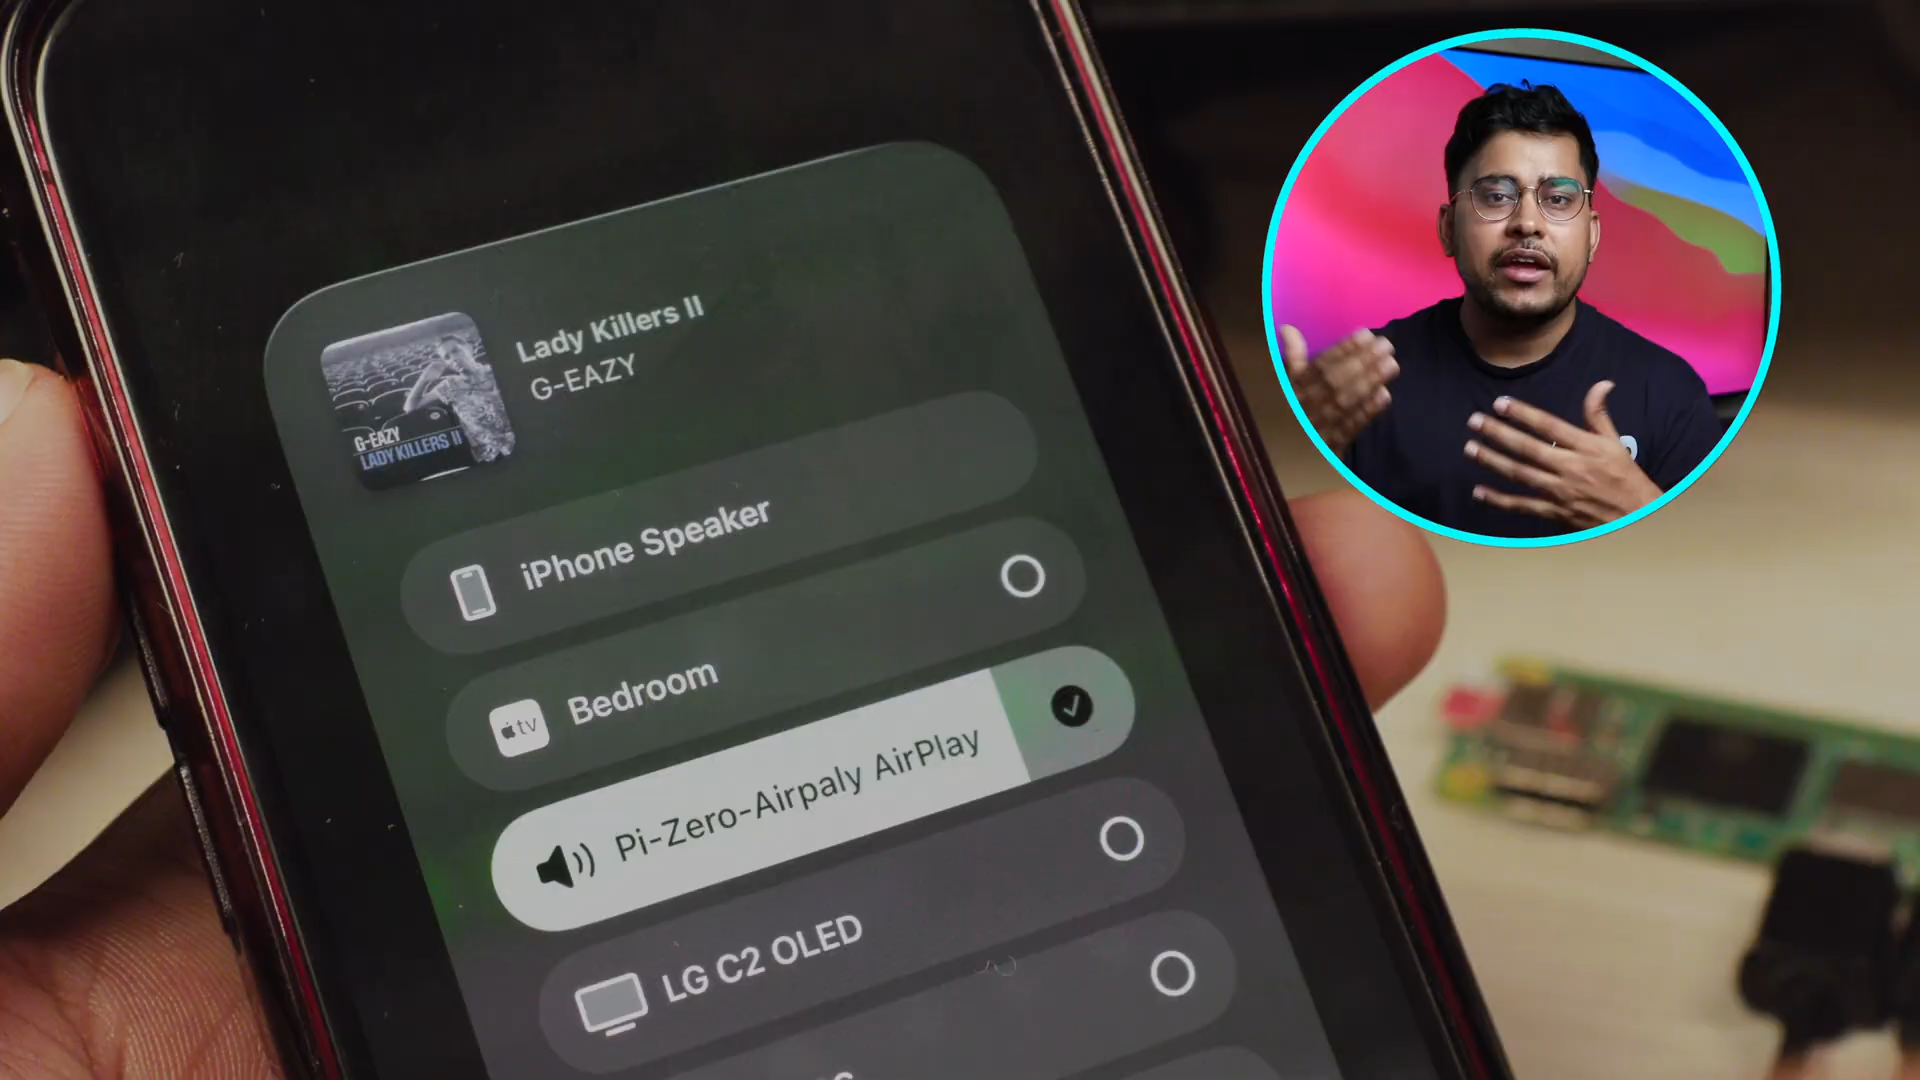 Lady Killers II
G-EAZY
G-EAZY
LADY KILLERS II
iPhone Speaker
tv
Bedroom
Pi-Zero-Airpaly AirPlay
LG C2 OLED